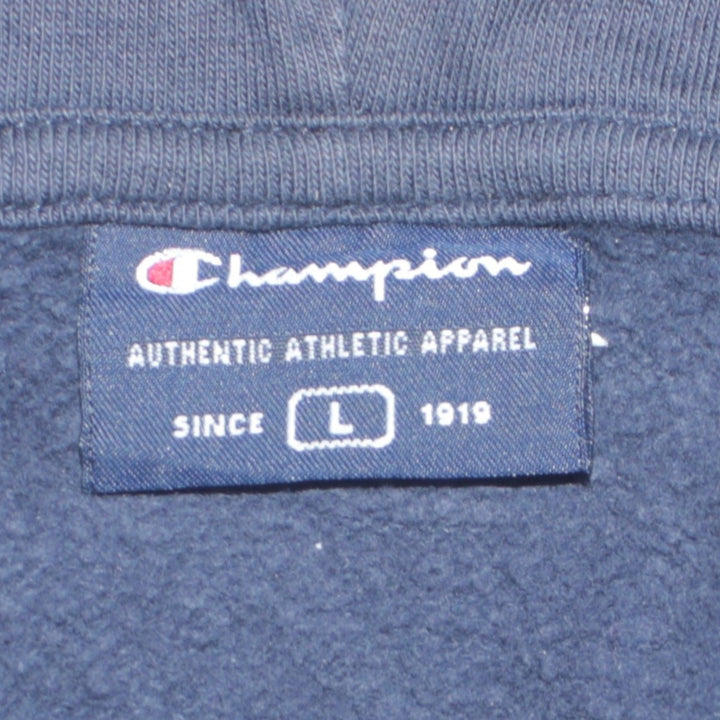 Champion
AUTHENTIC ATHLETIC APPAREL
SINCE L 1919